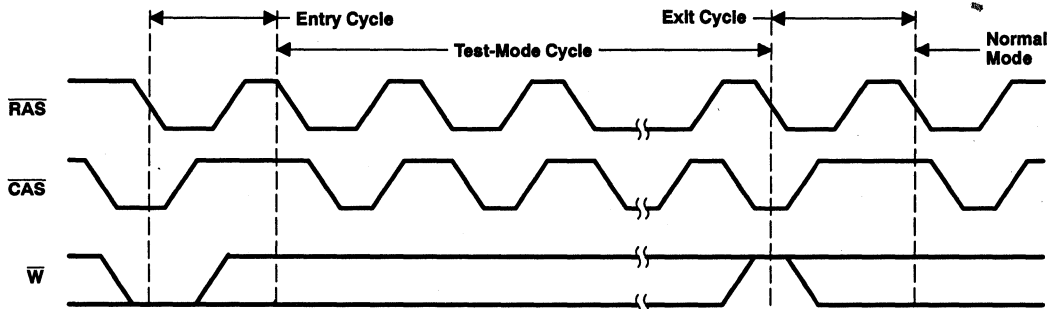 Entry Cycle
Exit Cycle
Test-Mode Cycle
Normal
Mode
RAS
CAS
W